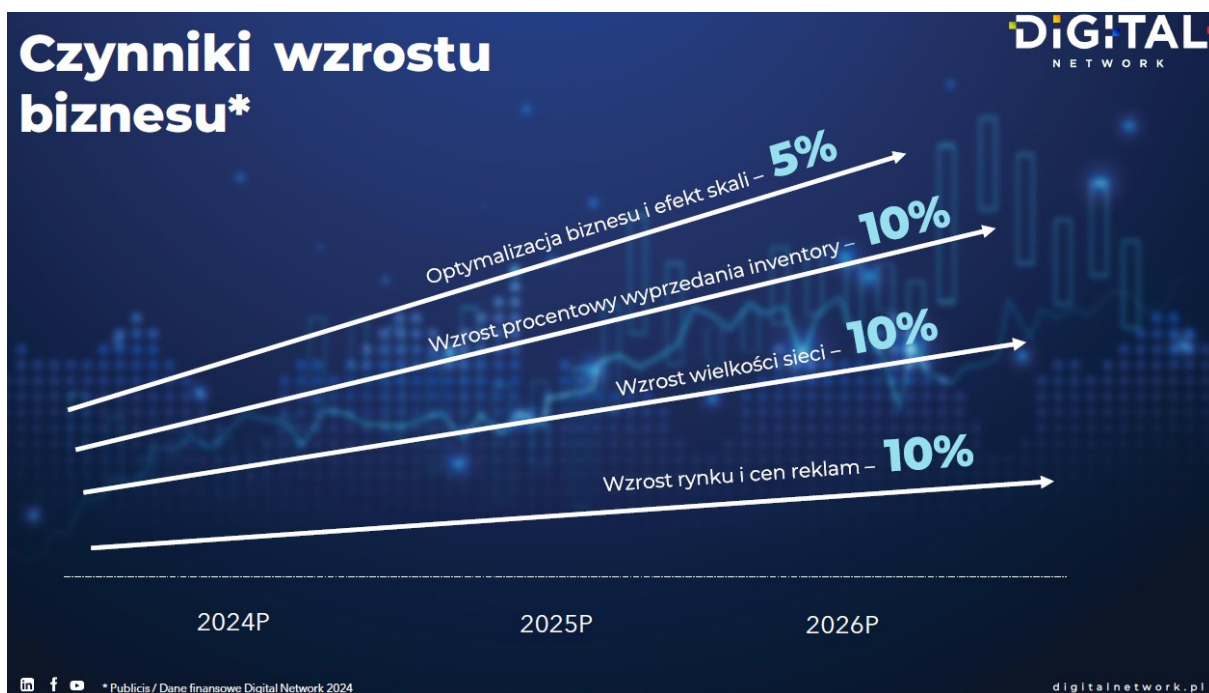 Czynniki wzrostu
biznesu*
DiGiTAL
NETWORK
Optymalizacja biznesu i efekt skali – 5%
Wzrost procentowy wyprzedania inventory – 10%
Wzrost wielkości sieci – 10%
Wzrost rynku i cen reklam – 10%
2024P 2025P 2026P
* Publicis / Dane finansowe Digital Network 2024
digitalnetwork.pl